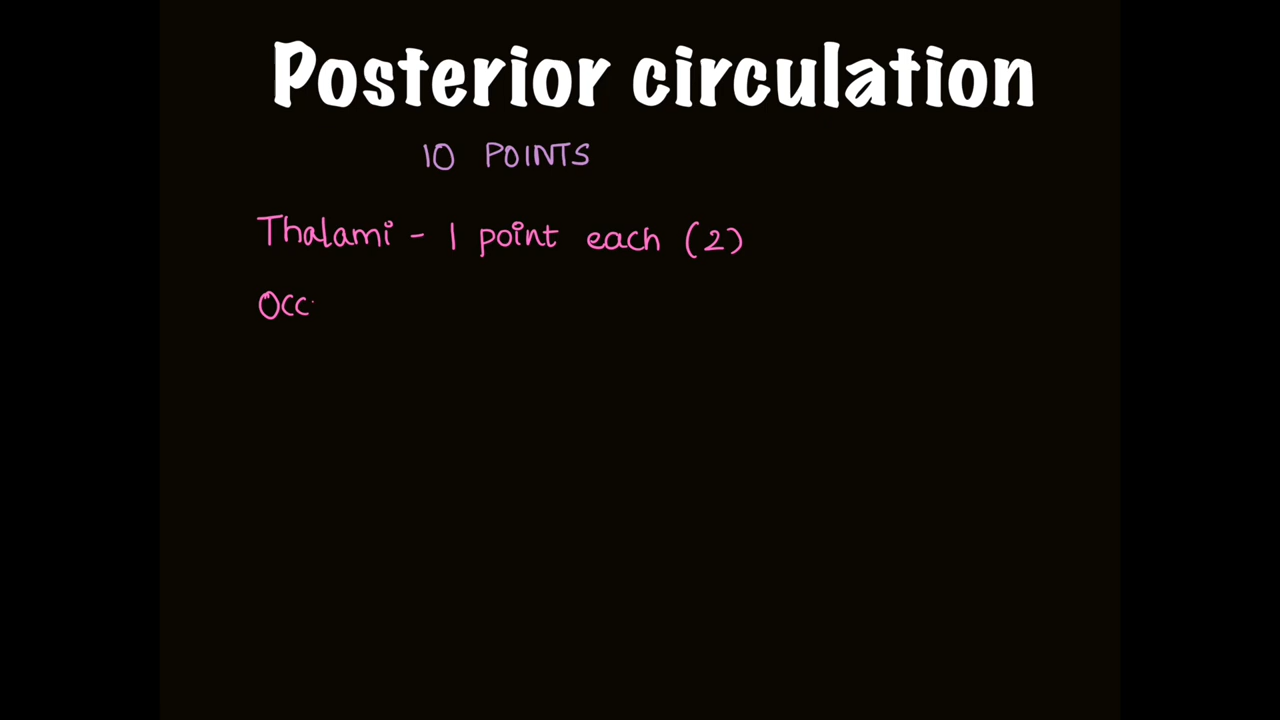 Posterior circulation
10 POINTS
Thalami - 1 point each (2)
Occ